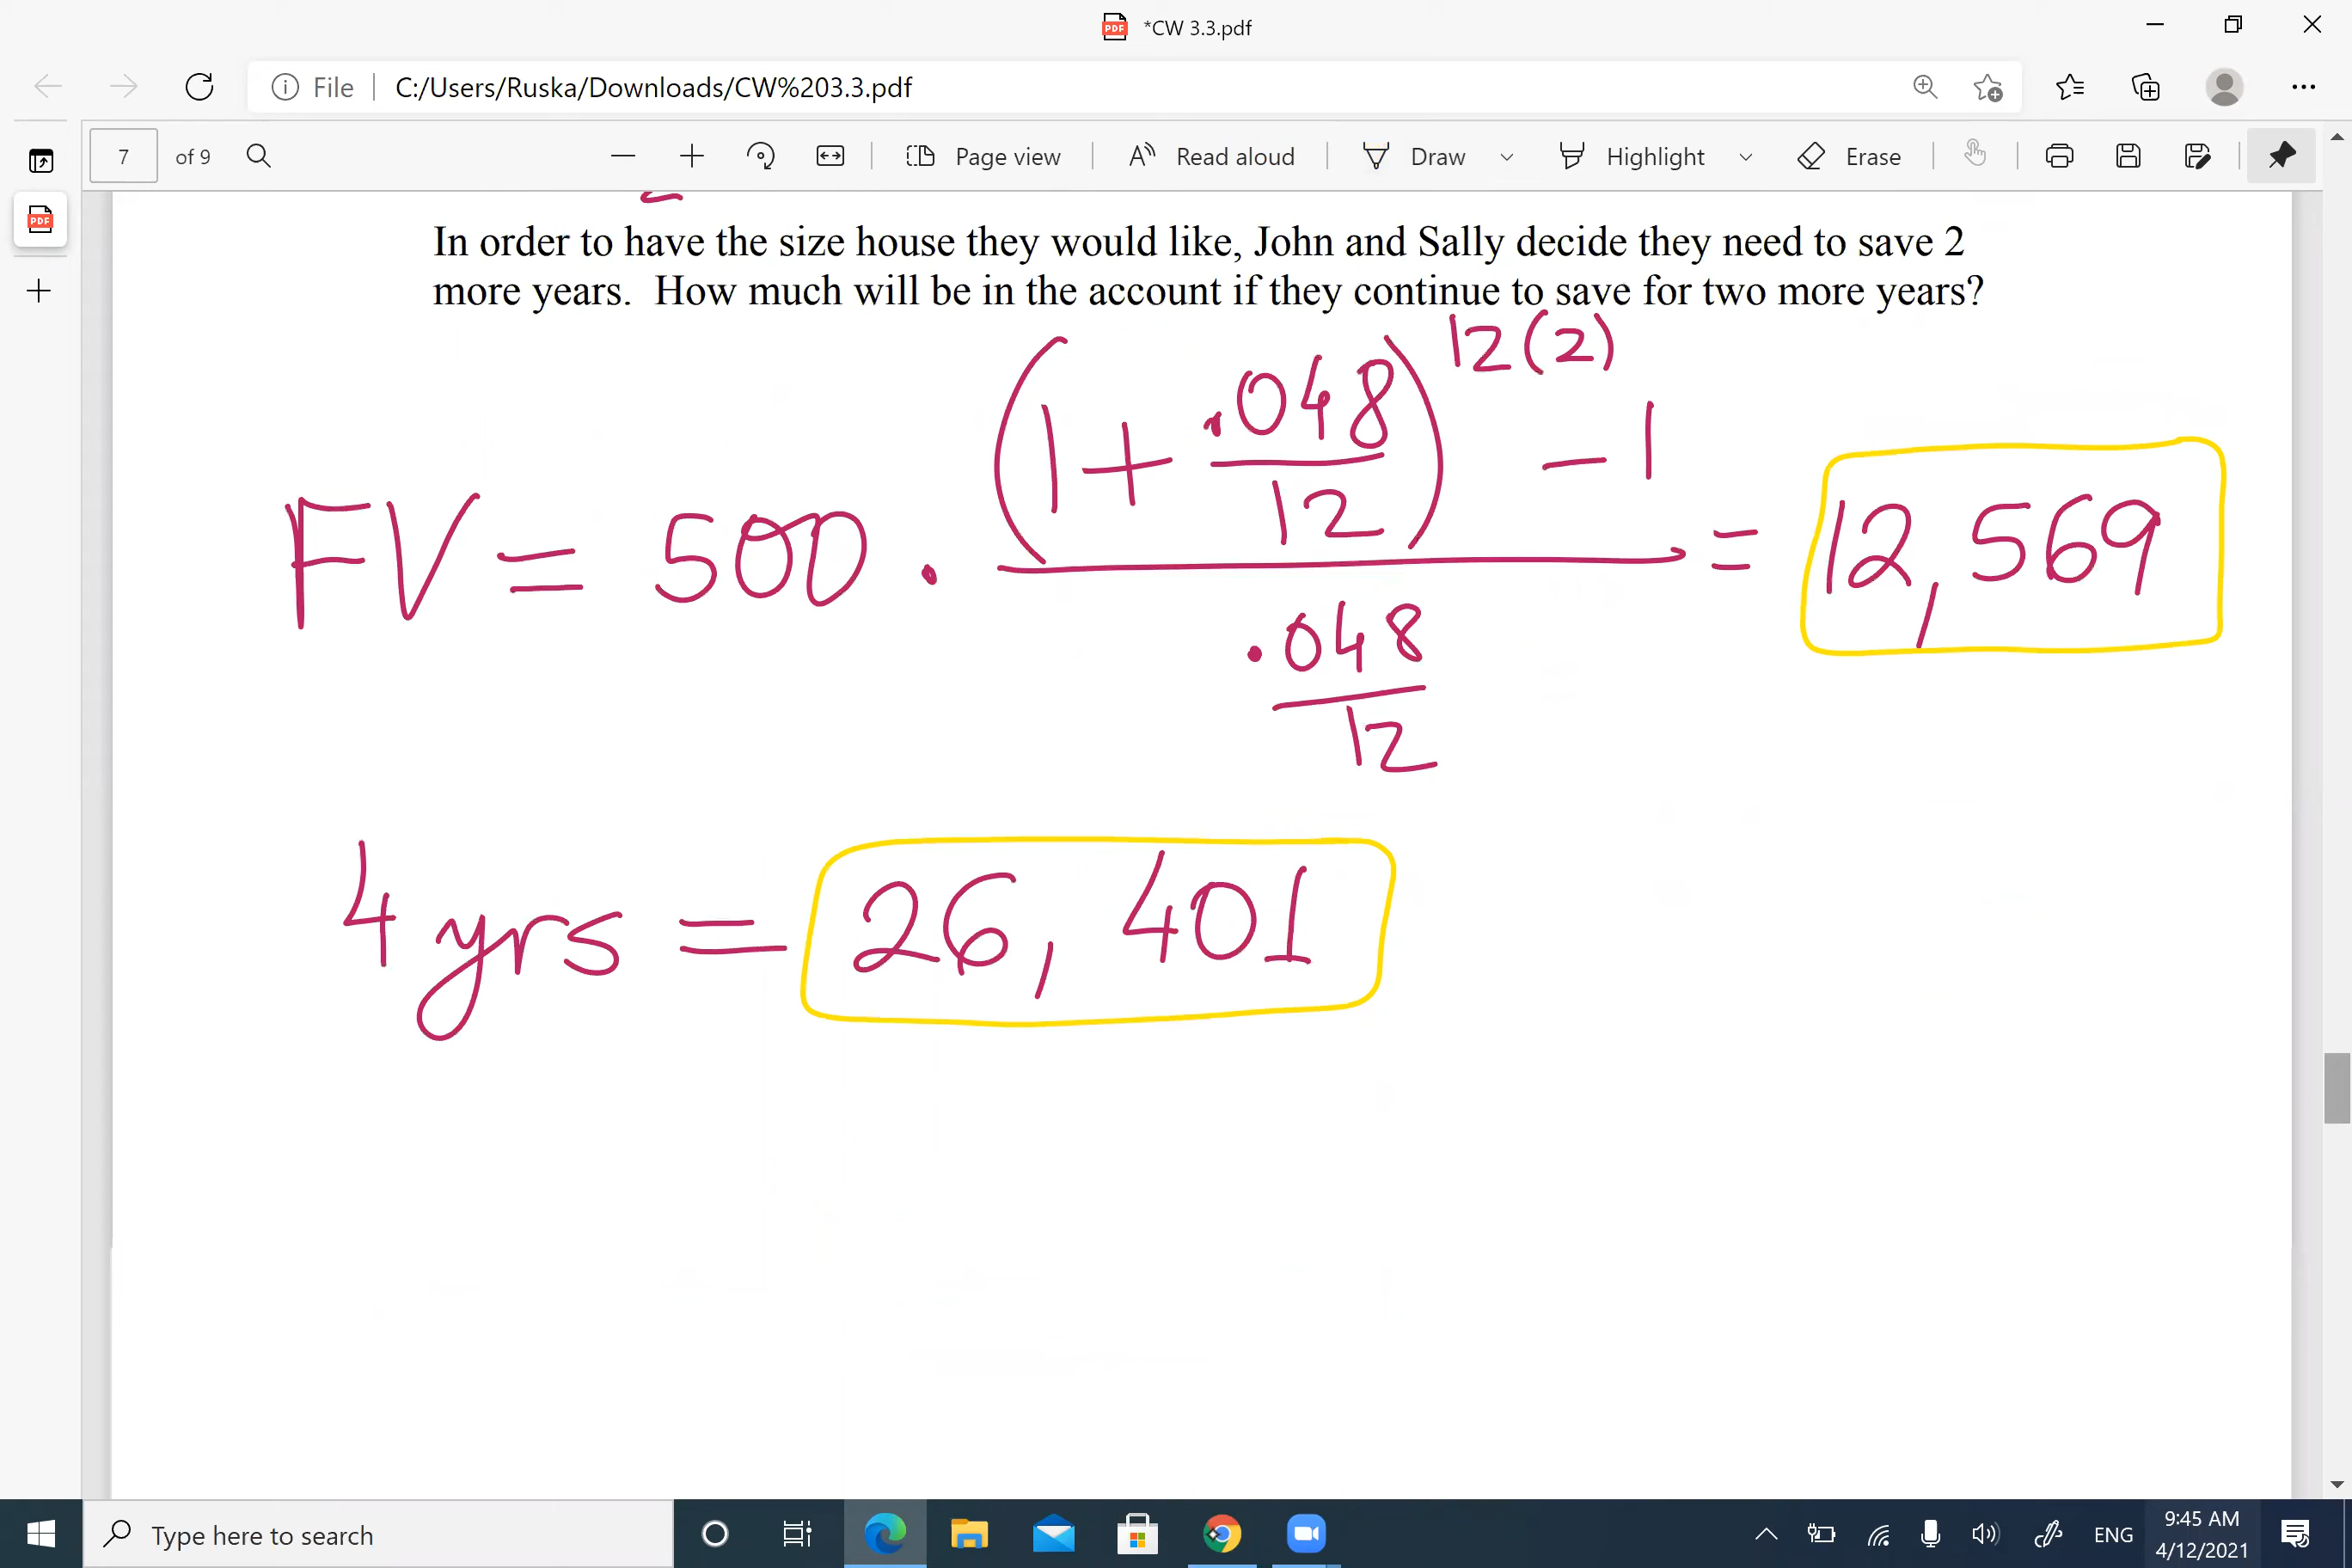 *CW 3.3.pdf
File C:/Users/Ruska/Downloads/CW%203.3.pdf
7 of 9 Page view Read aloud Draw Highlight Erase
PDF
In order to have the size house they would like, John and Sally decide they need to save 2
more years. How much will be in the account if they continue to save for two more years?
FV = 500 · ((1 + .048/12)^12(2) - 1)/(.048/12) = 12,569
4 yrs = 26,401
Type here to search
ENG
9:45 AM
4/12/2021